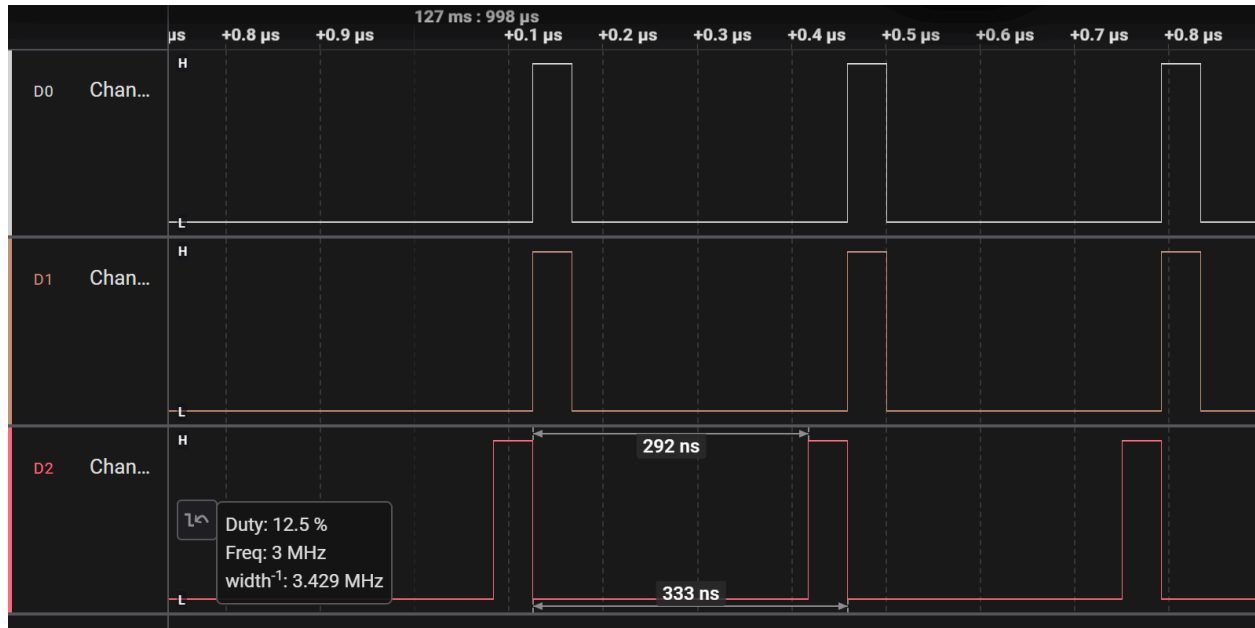 127 ms : 998 µs
µs +0.8 µs +0.9 µs +0.1 µs +0.2 µs +0.3 µs +0.4 µs +0.5 µs +0.6 µs +0.7 µs +0.8 µs
H
D0 Chan...
L
H
D1 Chan...
L
H
292 ns
D2 Chan...
Duty: 12.5 %
Freq: 3 MHz
width⁻¹: 3.429 MHz
333 ns
L